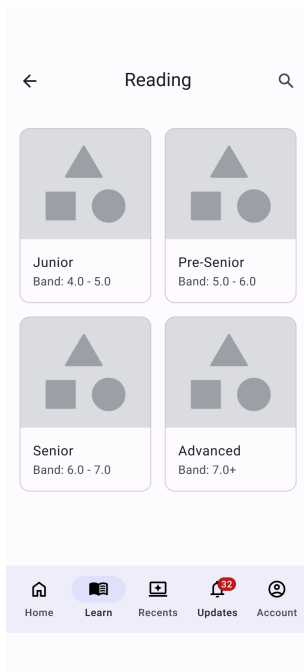 Reading
Junior
Band: 4.0 - 5.0
Pre-Senior
Band: 5.0 - 6.0
Senior
Band: 6.0 - 7.0
Advanced
Band: 7.0+
32
Home
Learn
Recents
Updates
Account